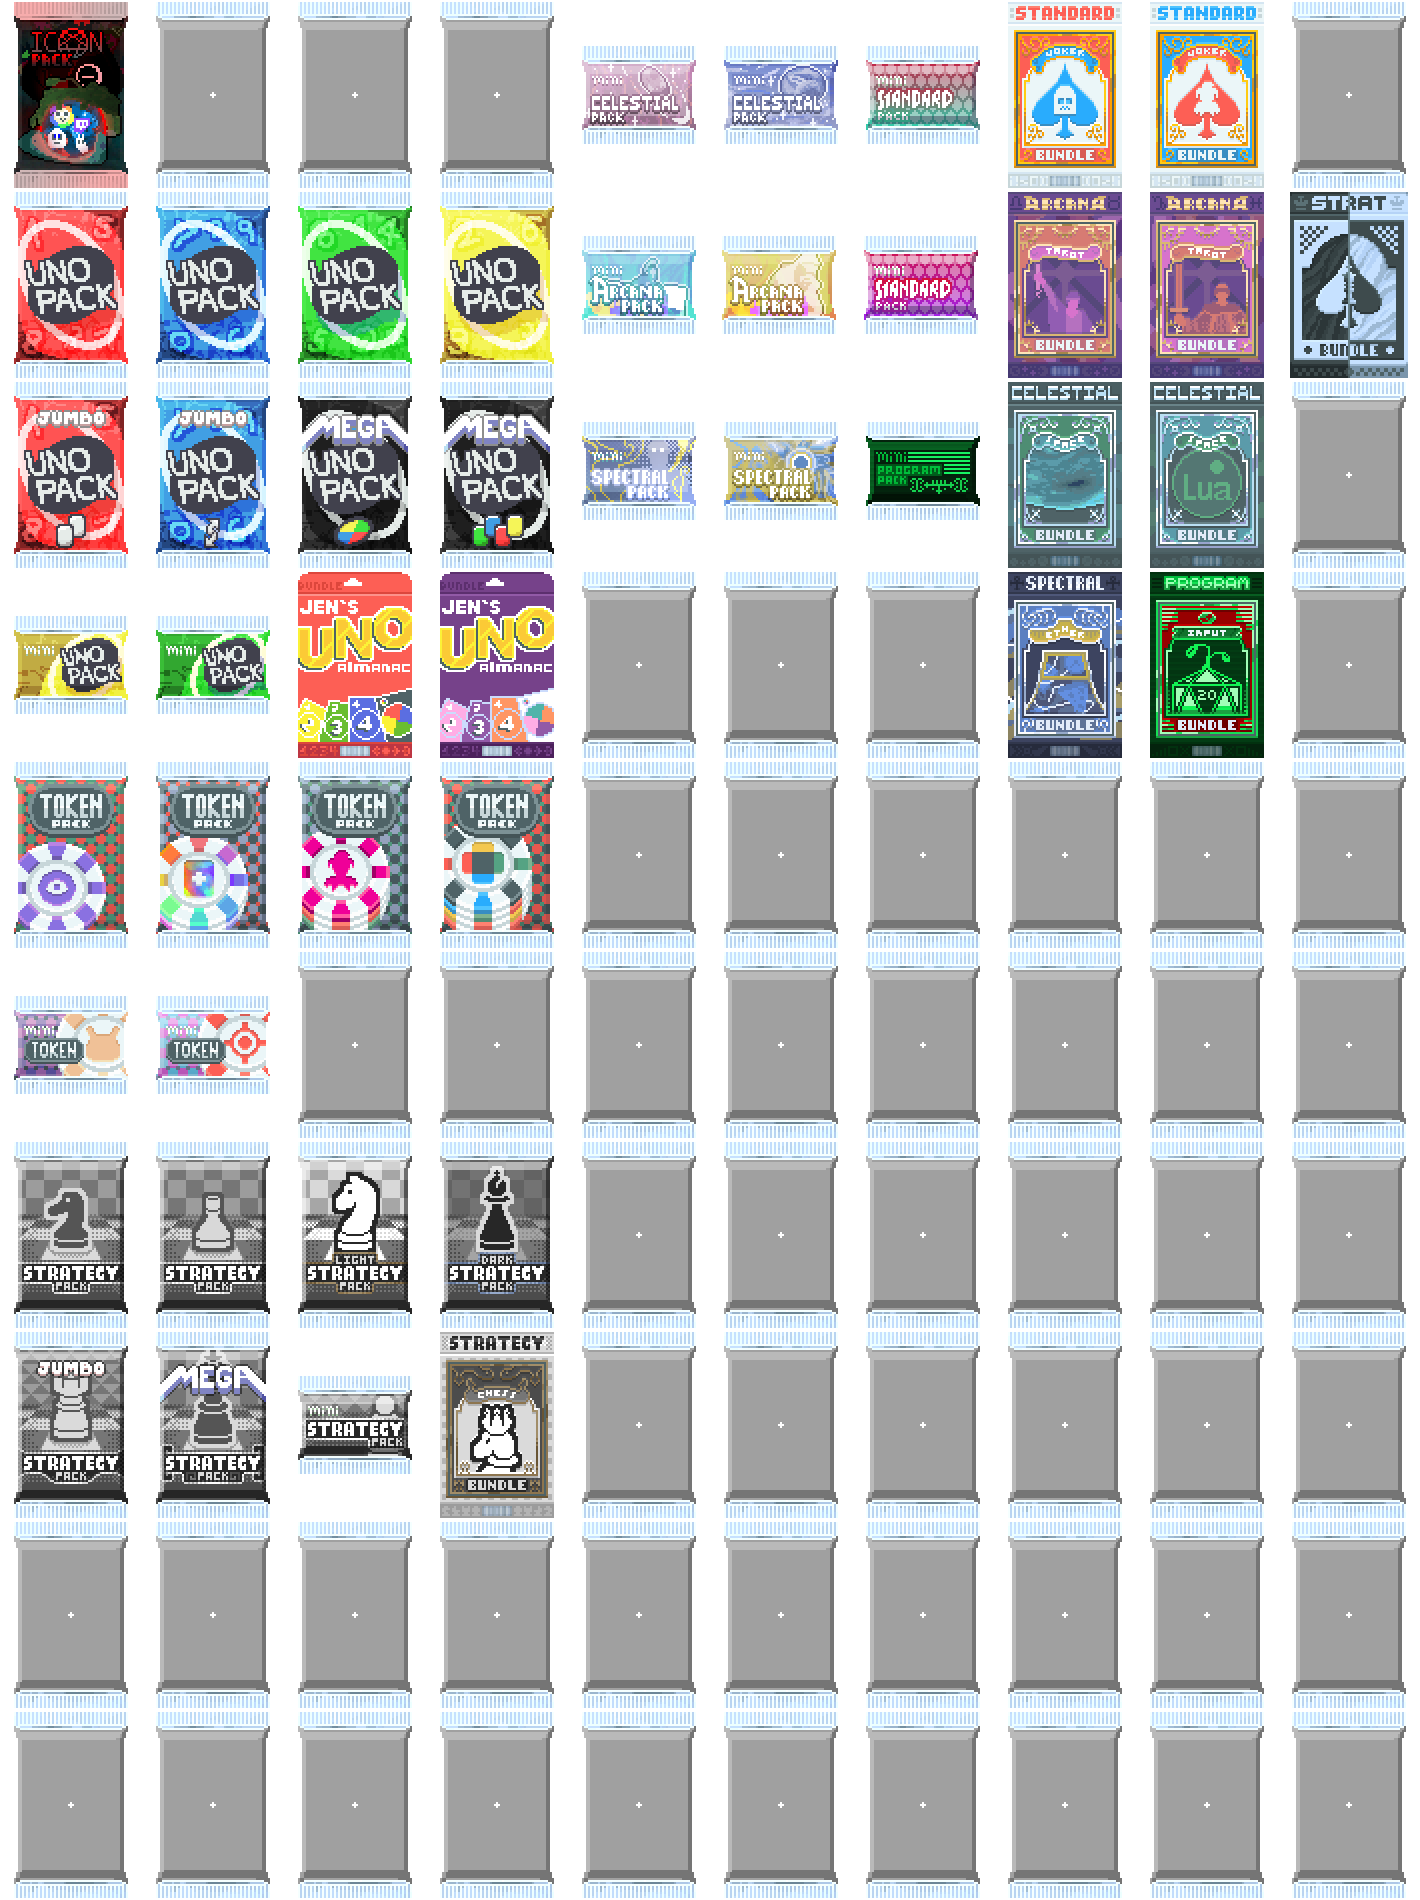 ICON
PACK
mini
CELESTIAL
PACK
mini
CELESTIAL
PACK
mini
STANDARD
PACK
STANDARD
JOKER
BUNDLE
STANDARD
JOKER
BUNDLE
UNO
PACK
UNO
PACK
UNO
PACK
UNO
PACK
mini
ARCANA
PACK
mini
ARCANA
PACK
mini
STANDARD
PACK
ARCANA
TAROT
BUNDLE
ARCANA
TAROT
BUNDLE
STRAT
BUNDLE
JUMBO
UNO
PACK
JUMBO
UNO
PACK
MEGA
UNO
PACK
MEGA
UNO
PACK
mini
SPECTRAL
PACK
mini
SPECTRAL
PACK
mini
PROGRAM
PACK
CELESTIAL
BUNDLE
CELESTIAL
Lua
BUNDLE
mini
UNO
PACK
mini
UNO
PACK
BUNDLE
JEN'S
UNO
ALMANAC
3
4
BUNDLE
JEN'S
UNO
ALMANAC
3
4
SPECTRAL
ETHER
BUNDLE
PROGRAM
INPUT
20
BUNDLE
TOKEN
PACK
TOKEN
PACK
TOKEN
PACK
TOKEN
PACK
mini
TOKEN
mini
TOKEN
STRATEGY
PACK
STRATEGY
PACK
LIGHT
STRATEGY
PACK
DARK
STRATEGY
PACK
JUMBO
STRATEGY
PACK
MEGA
STRATEGY
PACK
mini
STRATEGY
PACK
STRATEGY
CHESS
BUNDLE